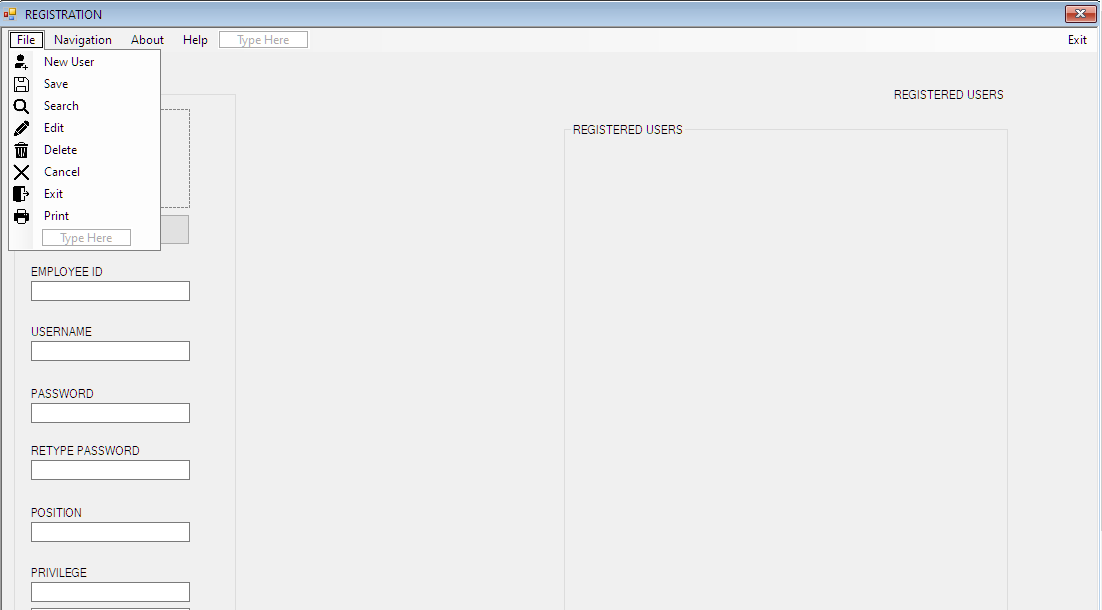 REGISTRATION
File Navigation About Help Type Here Exit
New User
Save
Search
Edit
Delete
Cancel
Exit
Print
Type Here
REGISTERED USERS
REGISTERED USERS
EMPLOYEE ID
USERNAME
PASSWORD
RETYPE PASSWORD
POSITION
PRIVILEGE